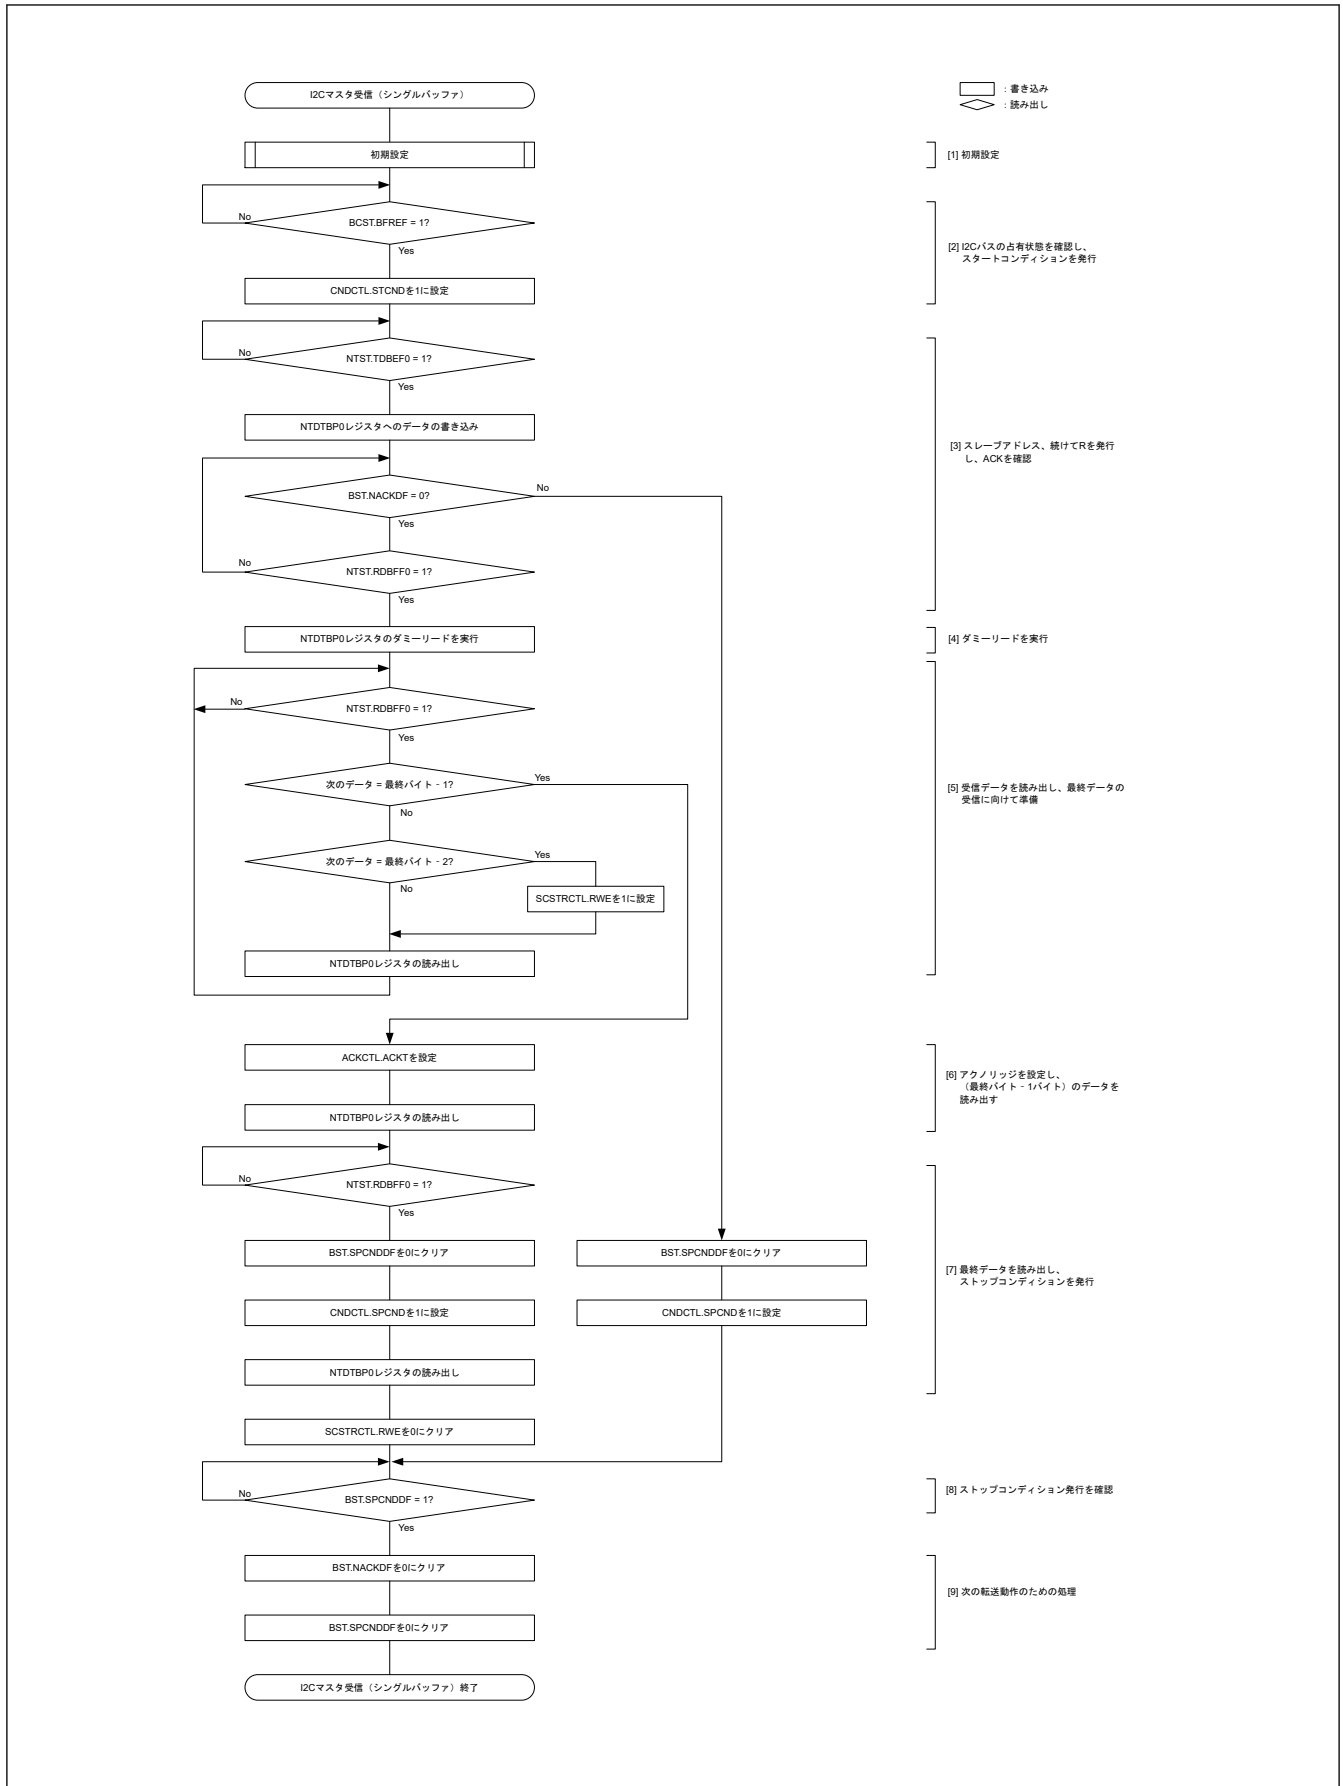 I2Cマスタ受信（シングルバッファ）
: 書き込み
: 読み出し
初期設定
[1] 初期設定
No
BCST.BFREF = 1?
Yes
[2] I2Cバスの占有状態を確認し、
スタートコンディションを発行
CNDCTL.STCNDを1に設定
No
NTST.TDBEF0 = 1?
Yes
NTDTBP0レジスタへのデータの書き込み
[3] スレーブアドレス、続けてRを発行
し、ACKを確認
BST.NACKDF = 0?
No
Yes
No
NTST.RDBFF0 = 1?
Yes
NTDTBP0レジスタのダミーリードを実行
[4] ダミーリードを実行
No
NTST.RDBFF0 = 1?
Yes
次のデータ = 最終バイト - 1?
Yes
No
[5] 受信データを読み出し、最終データの
受信に向けて準備
次のデータ = 最終バイト - 2?
Yes
No
SCSTRCTL.RWEを1に設定
NTDTBP0レジスタの読み出し
ACKCTL.ACKTを設定
[6] アクノリッジを設定し、
（最終バイト - 1バイト）のデータを
読み出す
NTDTBP0レジスタの読み出し
No
NTST.RDBFF0 = 1?
Yes
BST.SPCNDDFを0にクリア
BST.SPCNDDFを0にクリア
[7] 最終データを読み出し、
ストップコンディションを発行
CNDCTL.SPCNDを1に設定
CNDCTL.SPCNDを1に設定
NTDTBP0レジスタの読み出し
SCSTRCTL.RWEを0にクリア
No
BST.SPCNDDF = 1?
Yes
[8] ストップコンディション発行を確認
BST.NACKDFを0にクリア
[9] 次の転送動作のための処理
BST.SPCNDDFを0にクリア
I2Cマスタ受信（シングルバッファ）終了